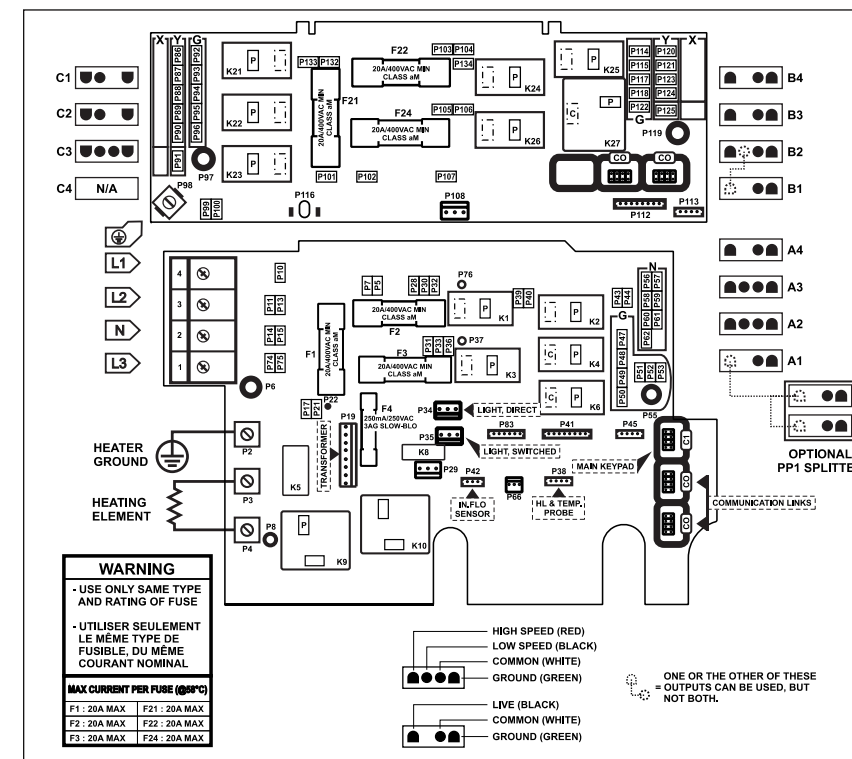 X Y G
P86
P87
P88
P89
P90
P91
P92
P93
P94
P95
P96
C1
C2
C3
C4
N/A
P97
P98
P99
P100
K21
K22
K23
P133 P132
F21
20A/400VAC MIN
CLASS aM
F22
20A/400VAC MIN
CLASS aM
F24
20A/400VAC MIN
CLASS aM
P103 P104
P134
P105 P106
P101
P102
P107
P116
P108
K24
K25
K26
K27
P
C
P114
P115
P117
P118
P122
G
Y
X
P120
P121
P123
P124
P125
P119
CO
CO
P112
P113
B4
B3
B2
B1
L1
L2
N
L3
4
3
2
1
P10
P11
P13
P14
P15
P74
P75
P6
P7
P5
P28
P30
P32
P76
F1
20A/400VAC MIN
CLASS aM
F2
20A/400VAC MIN
CLASS aM
F3
20A/400VAC MIN
CLASS aM
P31
P33
P36
P37
K1
K2
K3
K4
K6
P39
P40
P43
P44
N
P56
P57
P58
P59
P60
P61
P62
G
P47
P48
P49
P50
P51
P52
P53
P55
A4
A3
A2
A1
OPTIONAL
PP1 SPLITTER
P17
P21
P22
P19
TRANSFORMER
F4
250mA/250VAC
3AG SLOW-BLO
P34
LIGHT, DIRECT
P35
LIGHT, SWITCHED
K8
P29
P83
P41
P45
MAIN KEYPAD
C1
CO
CO
COMMUNICATION LINKS
P42
IN.FLO
SENSOR
P66
P38
HL & TEMP.
PROBE
HEATER
GROUND
P2
HEATING
ELEMENT
P3
P4
P8
K5
K9
K10
WARNING
- USE ONLY SAME TYPE
AND RATING OF FUSE
- UTILISER SEULEMENT
LE MÊME TYPE DE
FUSIBLE, DU MÊME
COURANT NOMINAL
MAX CURRENT PER FUSE (@58°C)
F1 : 20A MAX F21 : 20A MAX
F2 : 20A MAX F22 : 20A MAX
F3 : 20A MAX F24 : 20A MAX
HIGH SPEED (RED)
LOW SPEED (BLACK)
COMMON (WHITE)
GROUND (GREEN)
LIVE (BLACK)
COMMON (WHITE)
GROUND (GREEN)
ONE OR THE OTHER OF THESE
= OUTPUTS CAN BE USED, BUT
NOT BOTH.